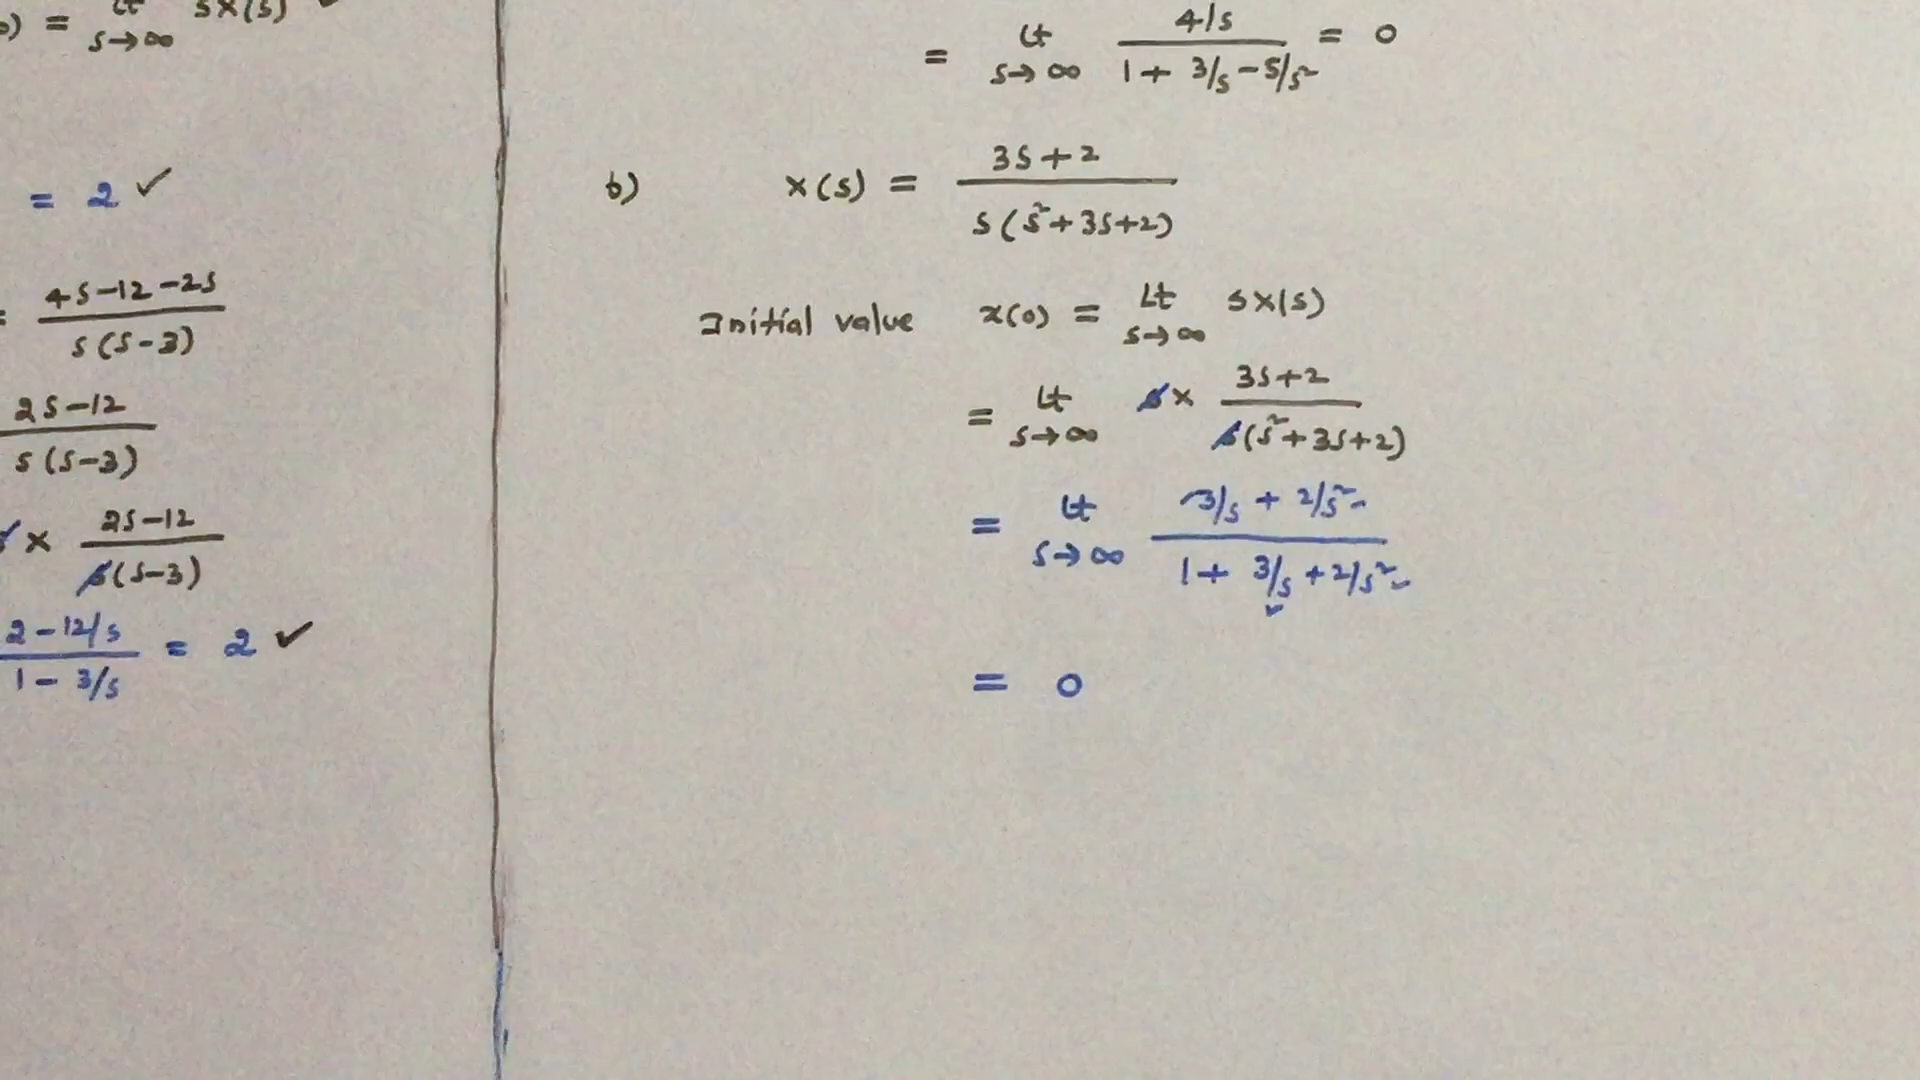 ) = Lt s→∞ sX(s) ✓
= 2 ✓
= 4s-12-2s / s(s-3)
2s-12 / s(s-3)
× 2s-12 / s(s-3)
2-12/s / 1-3/s = 2 ✓
= Lt s→∞ 4/s / 1+3/s-5/s² = 0
b) X(s) = 3s+2 / s(s²+3s+2)
Initial value x(0) = Lt s→∞ sX(s)
= Lt s→∞ s× 3s+2 / s(s²+3s+2)
= Lt s→∞ 3/s + 2/s² / 1+ 3/s +2/s²
= 0